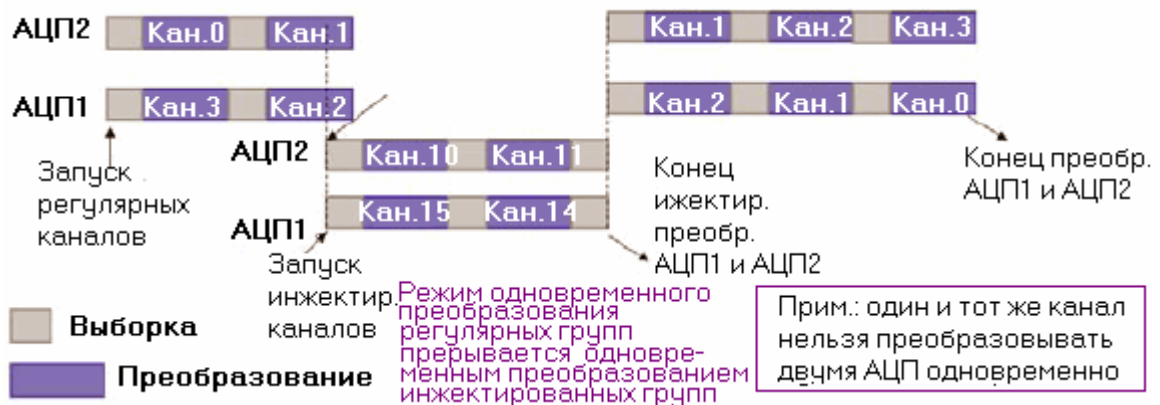 АЦП2 Кан.0 Кан.1 Кан.1 Кан.2 Кан.3
АЦП1 Кан.3 Кан.2 Кан.2 Кан.1 Кан.0
АЦП2 Кан.10 Кан.11
АЦП1 Кан.15 Кан.14
Запуск
регулярных
каналов
Запуск
инжектир.
каналов
Конец
ижектир.
преобр.
АЦП1 и АЦП2
Конец преобр.
АЦП1 и АЦП2
Выборка
Преобразование
Режим одновременного
преобразования
регулярных групп
прерывается одновре-
менным преобразованием
инжектированных групп
Прим.: один и тот же канал
нельзя преобразовывать
двумя АЦП одновременно